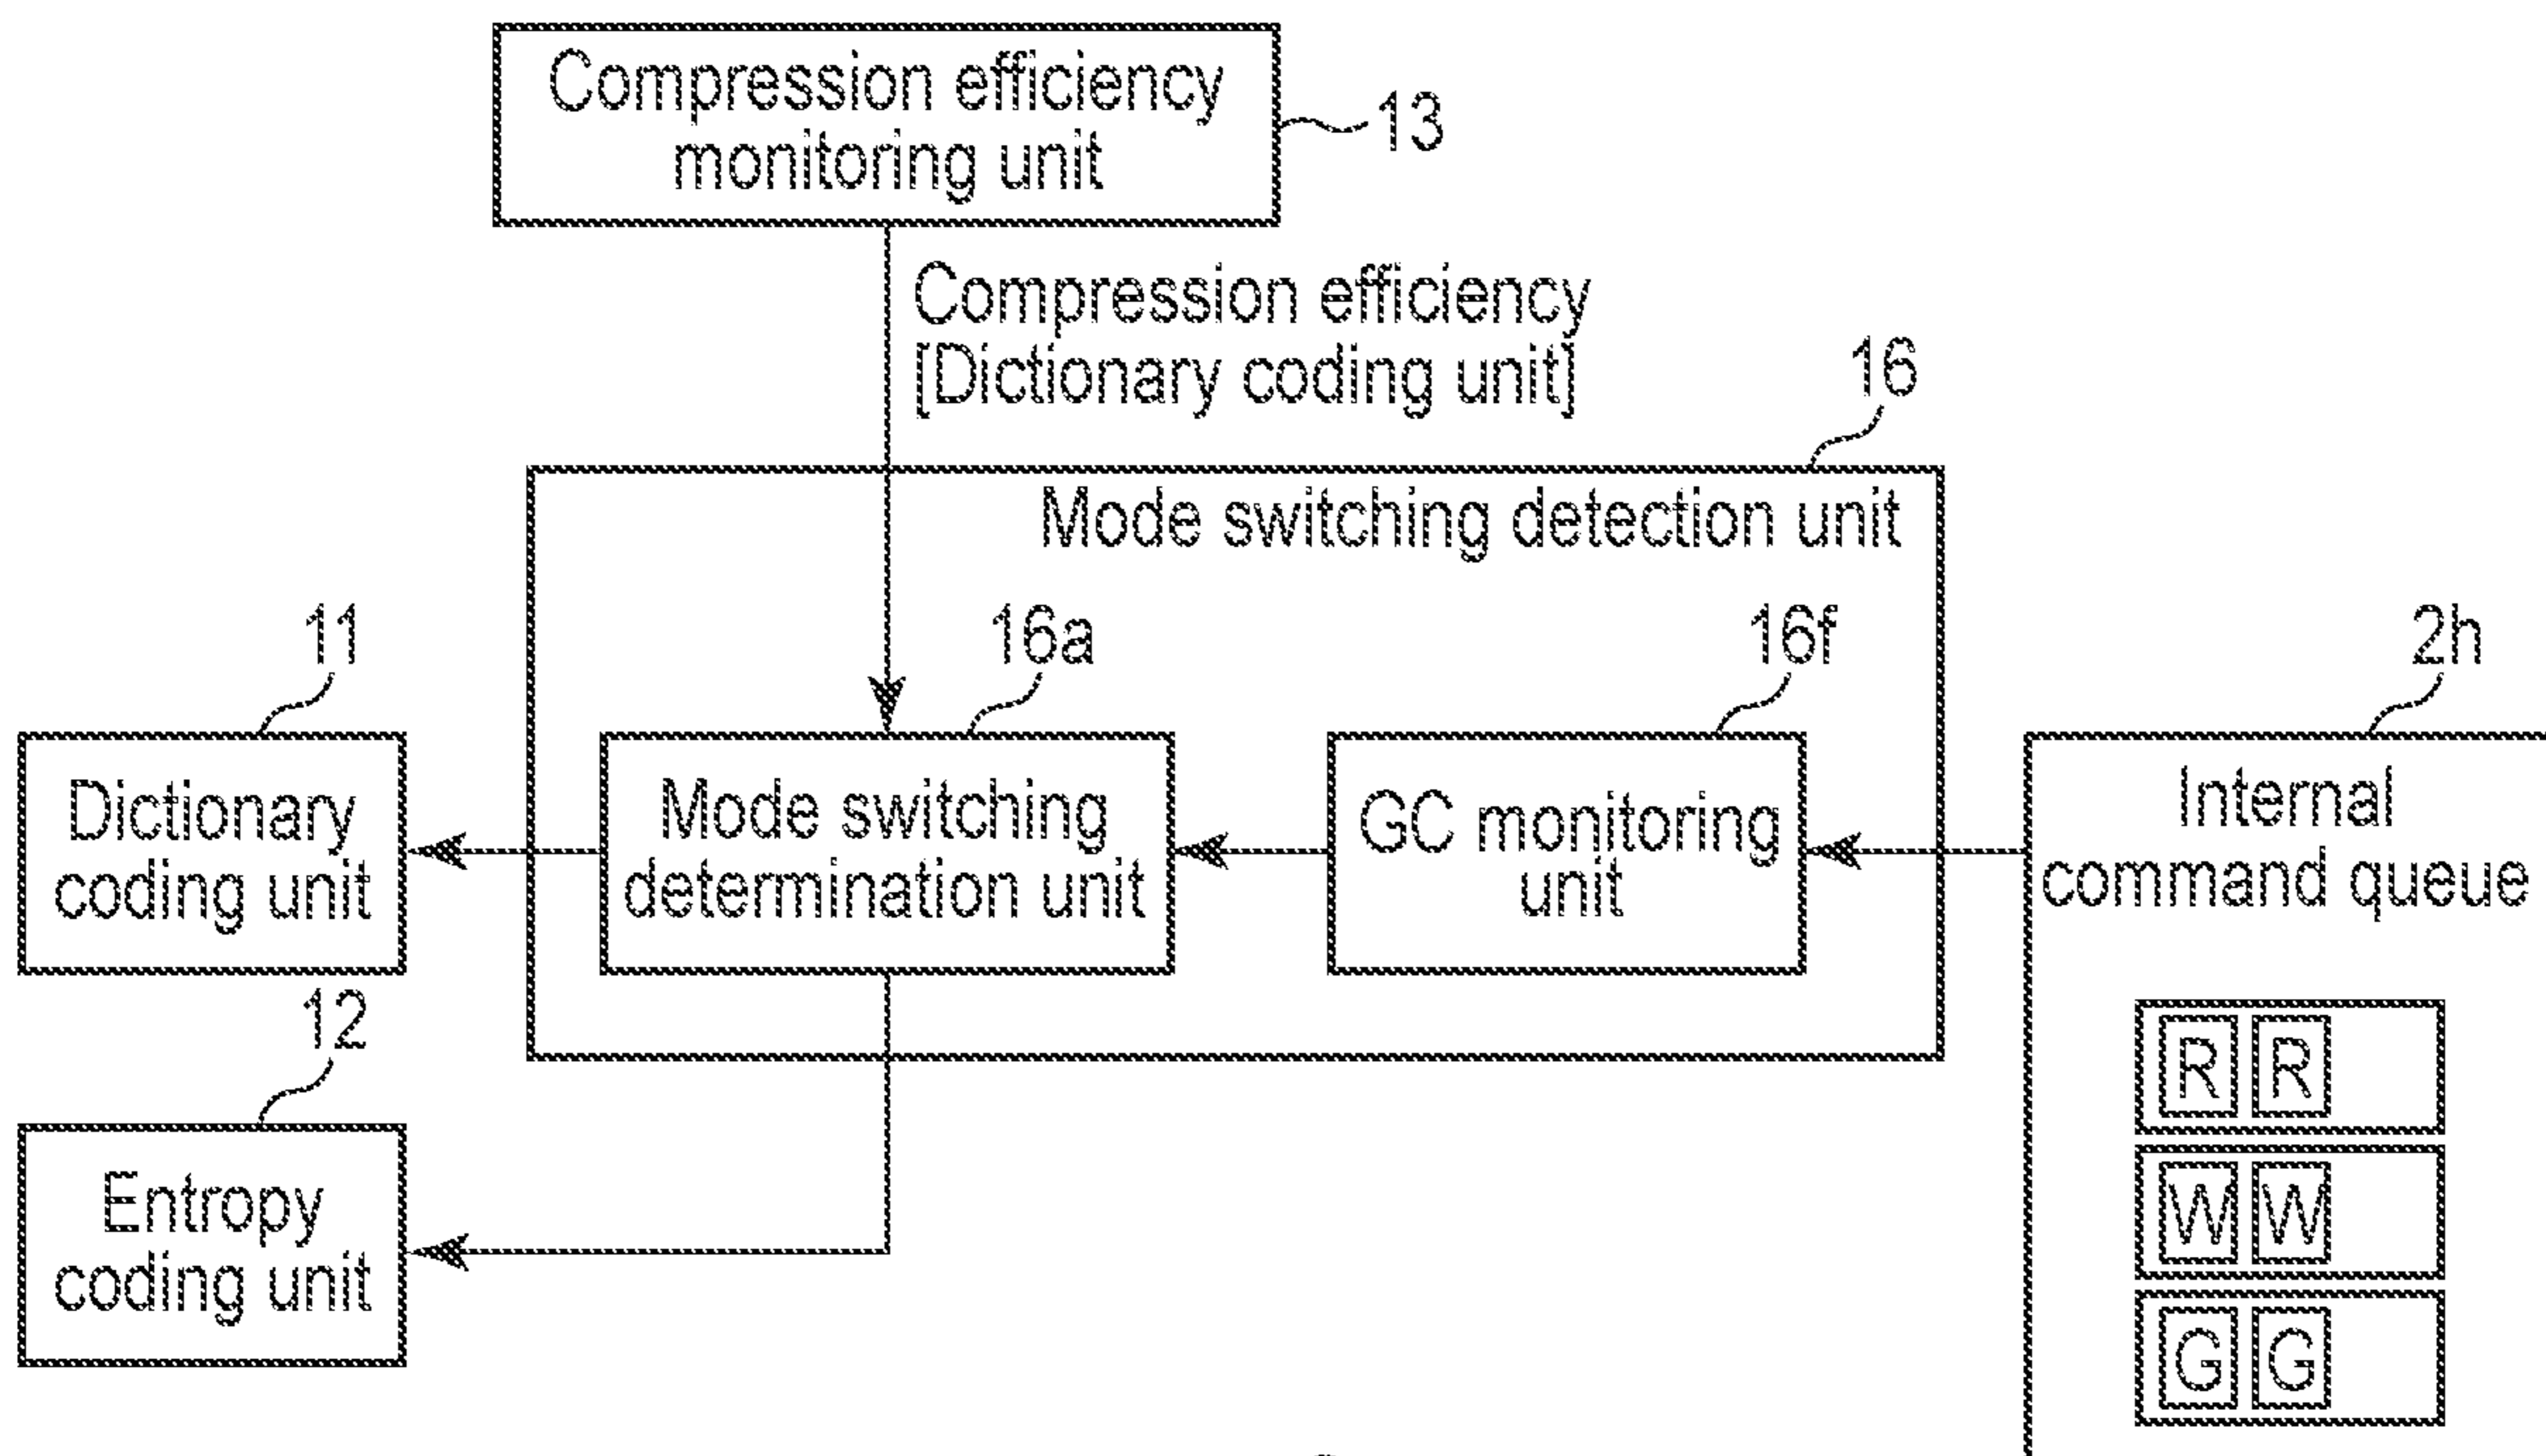 Compression efficiency
monitoring unit
13
Compression efficiency
[Dictionary coding unit]
16
Mode switching detection unit
11
16a
16f
2h
Dictionary
coding unit
Mode switching
determination unit
GC monitoring
unit
Internal
command queue
12
Entropy
coding unit
R R
W W
G G